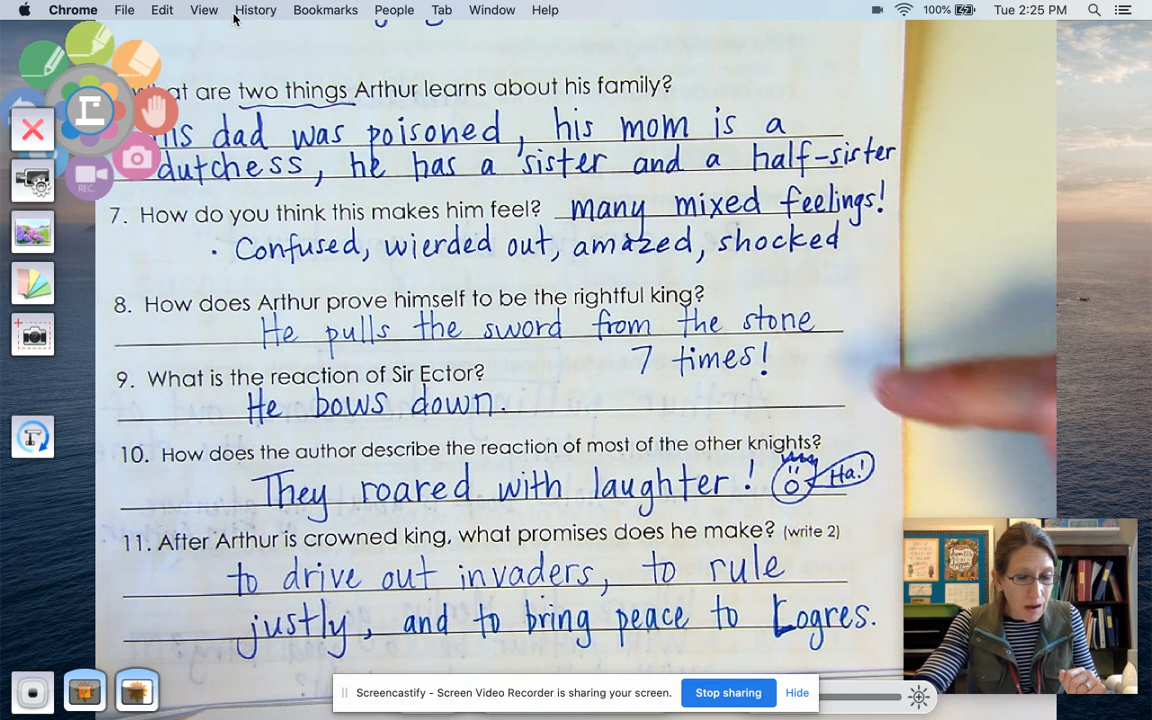 Chrome File Edit View History Bookmarks People Tab Window Help 100% Tue 2:25 PM
at are two things Arthur learns about his family?
his dad was poisoned, his mom is a
dutchess, he has a sister and a half-sister
REC
7. How do you think this makes him feel? many mixed feelings!
. Confused, wierded out, amazed, shocked
8. How does Arthur prove himself to be the rightful king?
He pulls the sword from the stone
7 times!
9. What is the reaction of Sir Ector?
He bows down.
10. How does the author describe the reaction of most of the other knights?
They roared with laughter! Ha!
11. After Arthur is crowned king, what promises does he make? (write 2)
to drive out invaders, to rule
justly, and to bring peace to Logres.
Screencastify - Screen Video Recorder is sharing your screen. Stop sharing Hide